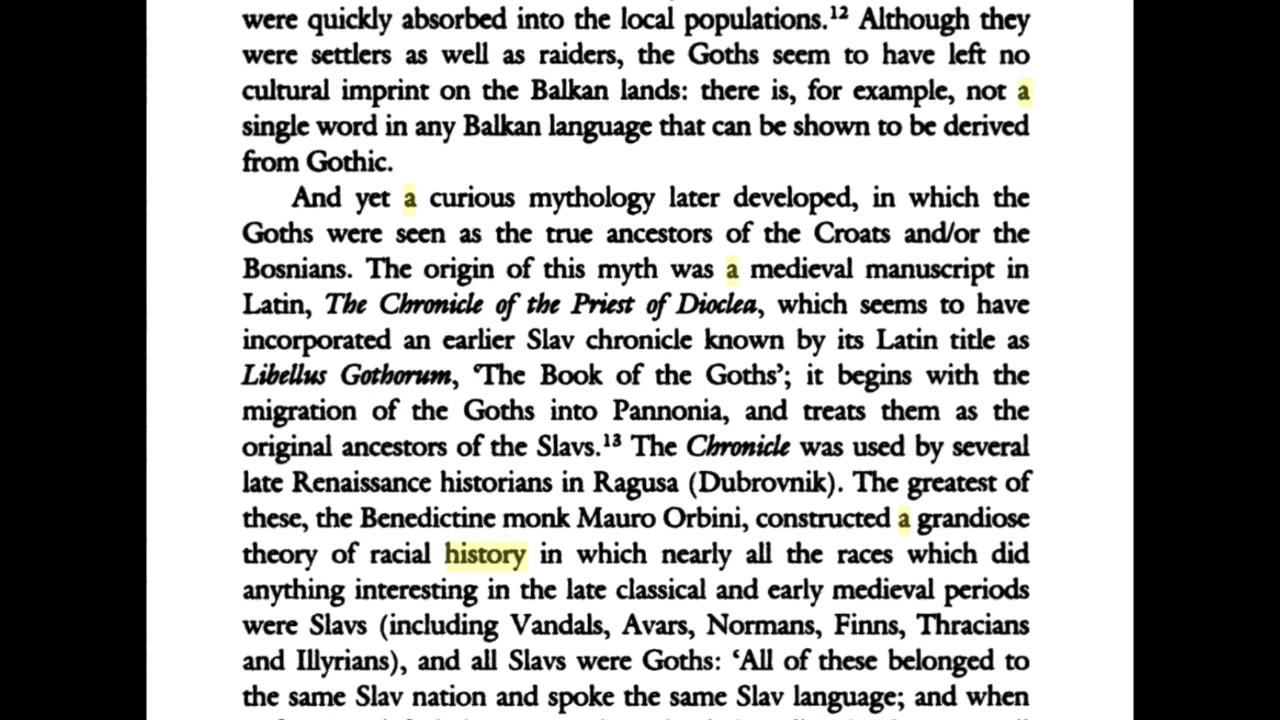 were quickly absorbed into the local populations.¹² Although they
were settlers as well as raiders, the Goths seem to have left no
cultural imprint on the Balkan lands: there is, for example, not a
single word in any Balkan language that can be shown to be derived
from Gothic.
And yet a curious mythology later developed, in which the
Goths were seen as the true ancestors of the Croats and/or the
Bosnians. The origin of this myth was a medieval manuscript in
Latin, The Chronicle of the Priest of Dioclea, which seems to have
incorporated an earlier Slav chronicle known by its Latin title as
Libellus Gothorum, ‘The Book of the Goths’; it begins with the
migration of the Goths into Pannonia, and treats them as the
original ancestors of the Slavs.¹³ The Chronicle was used by several
late Renaissance historians in Ragusa (Dubrovnik). The greatest of
these, the Benedictine monk Mauro Orbini, constructed a grandiose
theory of racial history in which nearly all the races which did
anything interesting in the late classical and early medieval periods
were Slavs (including Vandals, Avars, Normans, Finns, Thracians
and Illyrians), and all Slavs were Goths: ‘All of these belonged to
the same Slav nation and spoke the same Slav language; and when